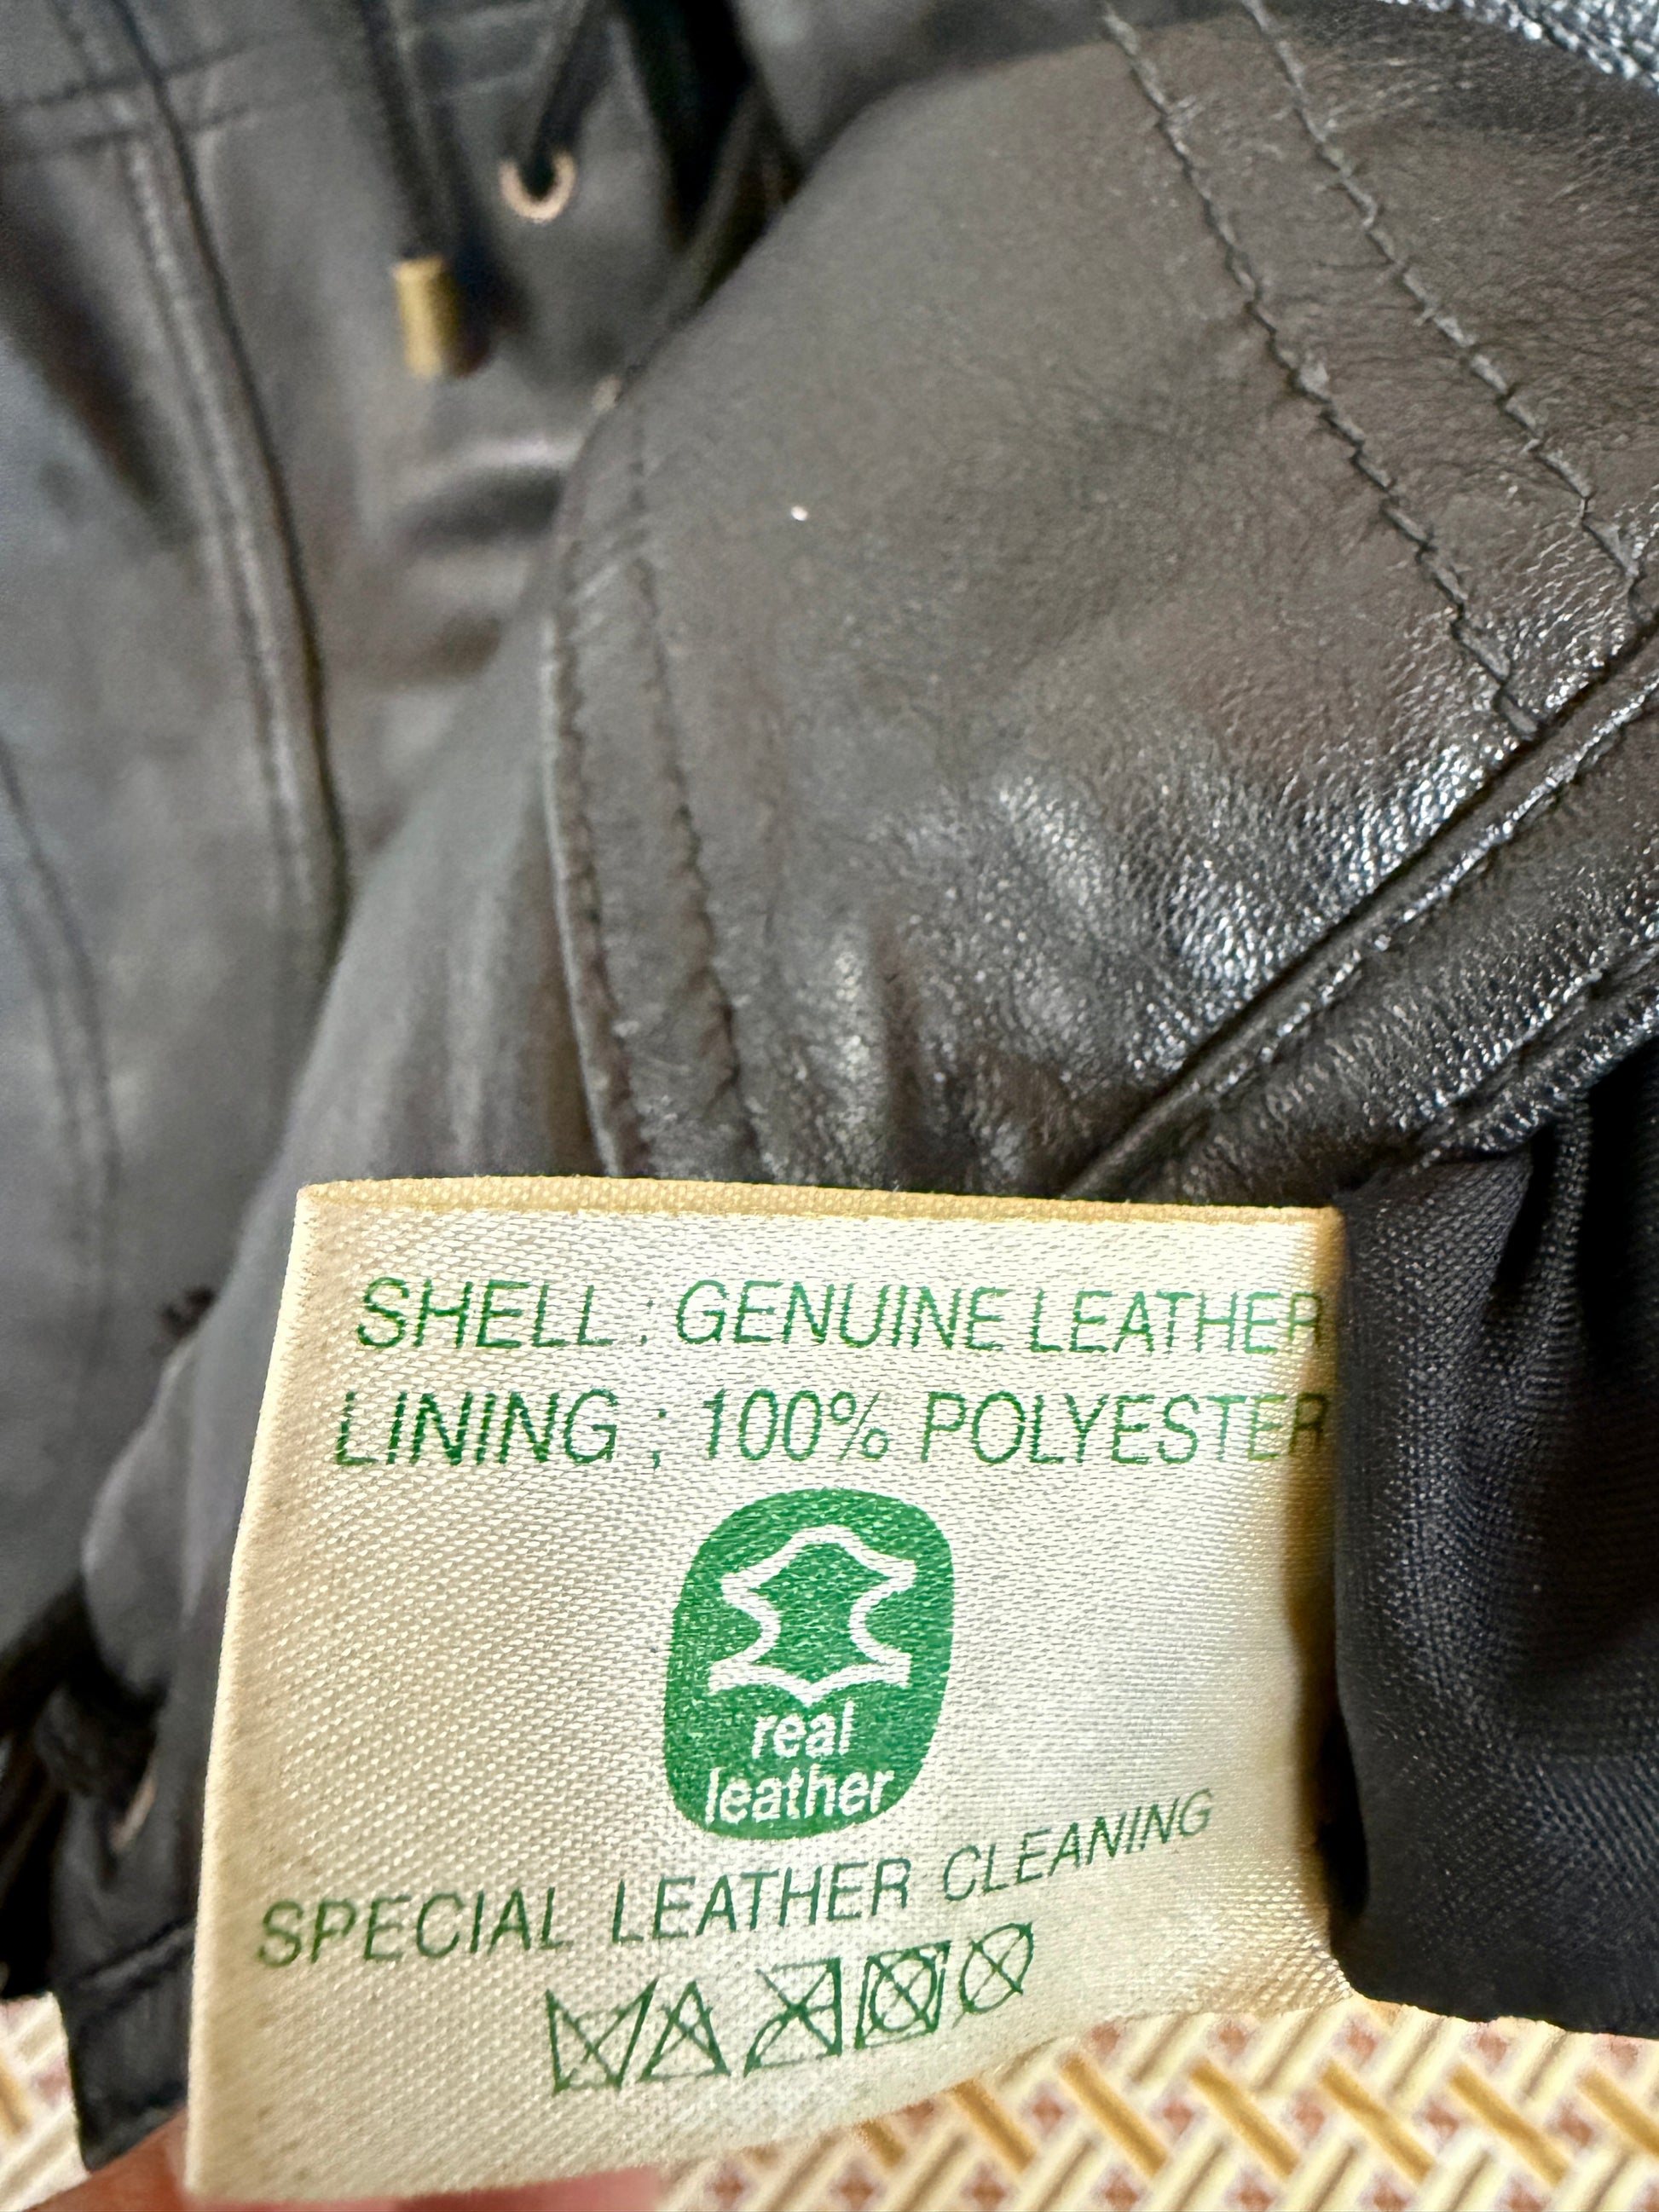 SHELL : GENUINE LEATHER
LINING ; 100% POLYESTER
real
leather
SPECIAL LEATHER CLEANING